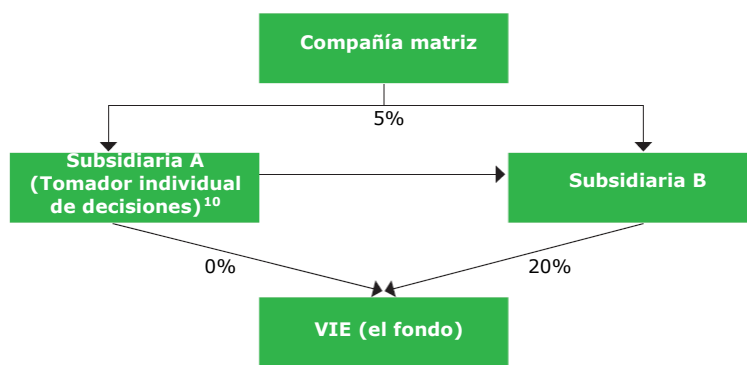 Compañía matriz
5%
Subsidiaria A
(Tomador individual
de decisiones)¹⁰
Subsidiaria B
0%
20%
VIE (el fondo)